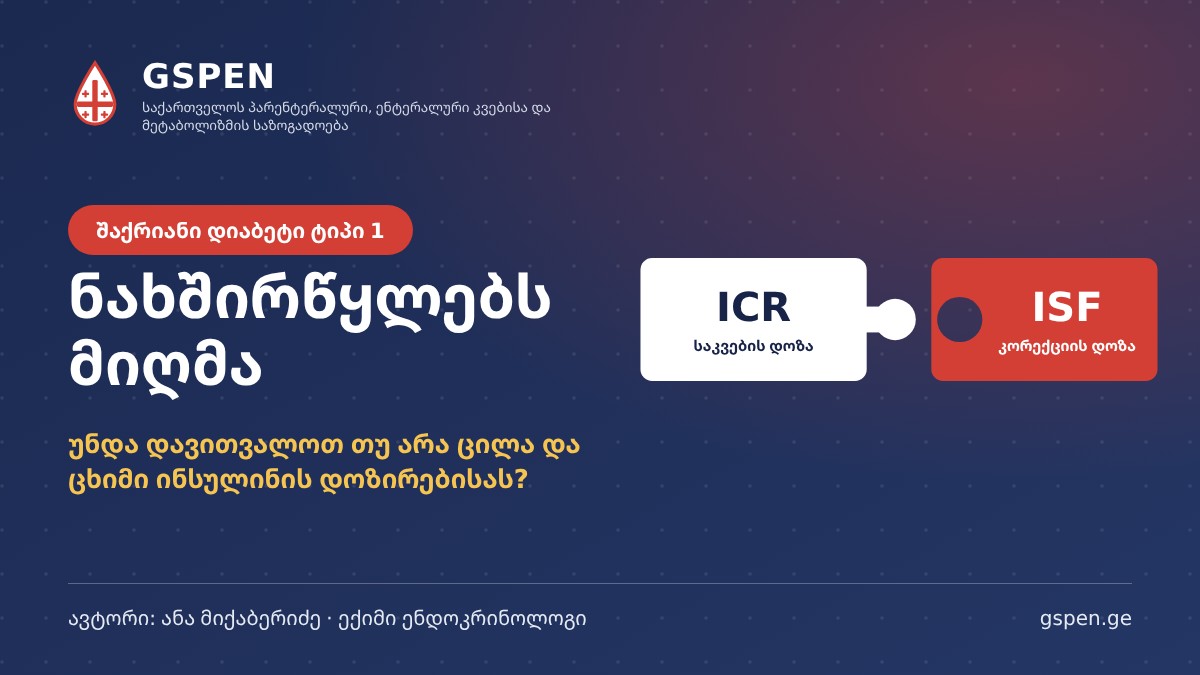 GSPEN
საქართველოს პარენტერალური, ენტერალური კვებისა და
მეტაბოლიზმის საზოგადოება
შაქრიანი დიაბეტი ტიპი 1
ნახშირწყლებს
მიღმა
უნდა დავითვალოთ თუ არა ცილა და
ცხიმი ინსულინის დოზირებისას?
ICR
საკვების დოზა
ISF
კორექციის დოზა
ავტორი: ანა მიქაბერიძე · ექიმი ენდოკრინოლოგი
gspen.ge